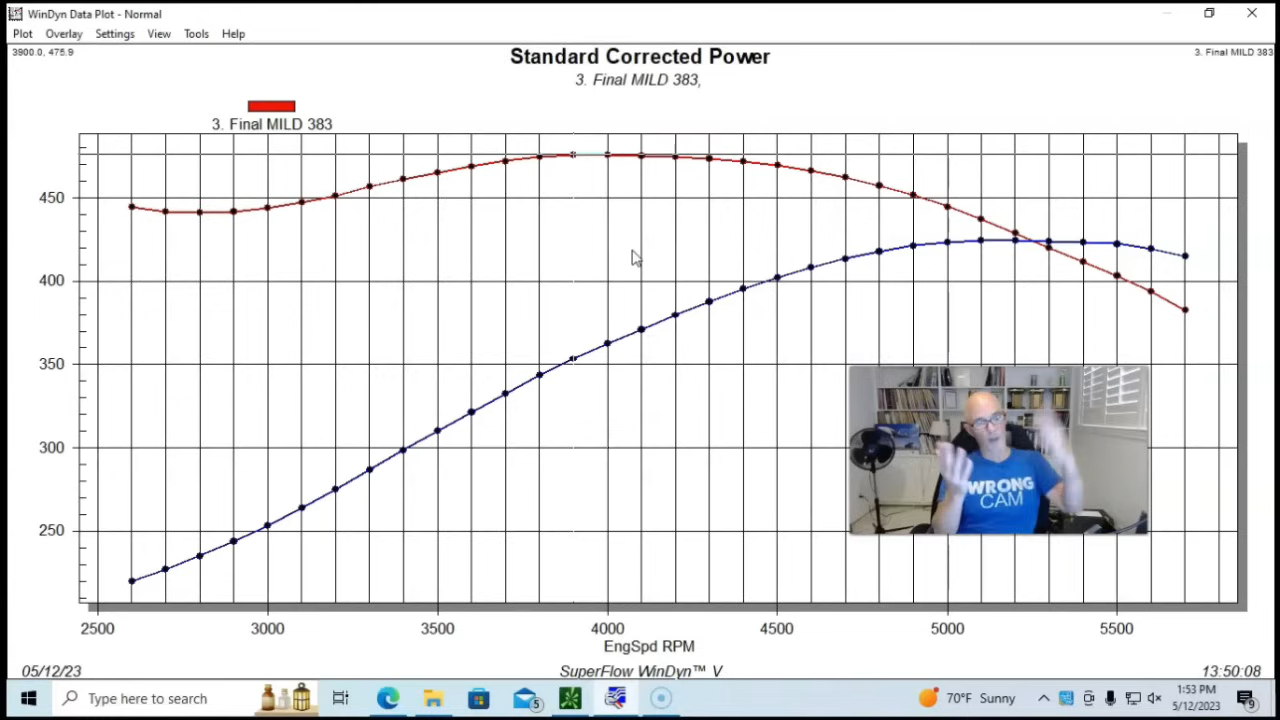 WinDyn Data Plot - Normal
Plot Overlay Settings View Tools Help
3900.0, 475.9
3. Final MILD 383
Standard Corrected Power
3. Final MILD 383,
3. Final MILD 383
450
400
350
300
250
WRONG
CAM
2500 3000 3500 4000 4500 5000 5500
EngSpd RPM
05/12/23 SuperFlow WinDyn™ V 13:50:08
Type here to search
5
70°F Sunny
1:53 PM
5/12/2023
9